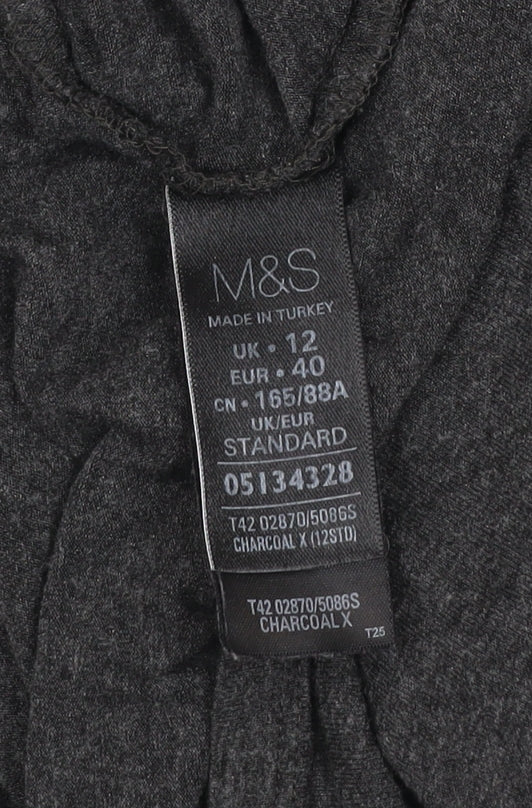 M&S
MADE IN TURKEY
UK • 12
EUR • 40
CN • 165/88A
UK/EUR
STANDARD
05134328
T42 02870/5086S
CHARCOAL X (12STD)
T42 02870/5086S
CHARCOAL X
T25